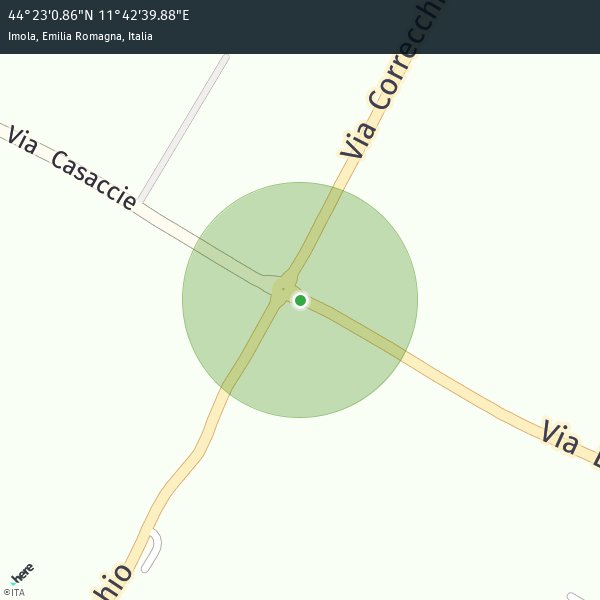 44°23'0.86"N 11°42'39.88"E
Imola, Emilia Romagna, Italia
Via Correcchi
Via Casaccie
Via
hio
here
©ITA